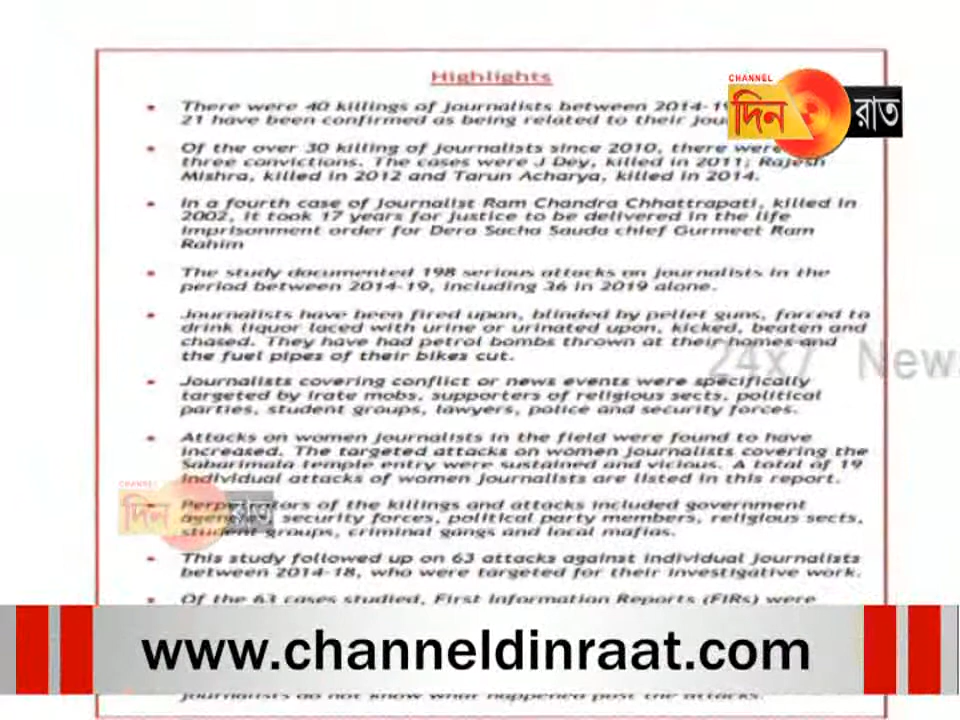 Highlights
CHANNEL
দিন রাত
There were 40 killings of journalists between 2014-19
21 have been confirmed as being related to their
Of the over 30 killing of journalists since 2010, there were
three convictions. The cases were J Dey, killed in 2011; Rajesh
Mishra, killed in 2012 and Tarun Acharya, killed in 2014.
In a fourth case of journalist Ram Chandra Chhattrapati, killed in
2002, it took 17 years for justice to be delivered in the life
imprisonment order for Dera Sacha Sauda chief Gurmeet Ram
Rahim
The study documented 198 serious attacks on journalists in the
period between 2014-19, including 36 in 2019 alone.
Journalists have been fired upon, blinded by pellet guns, forced to
drink liquor laced with urine or urinated upon, kicked, beaten and
chased. They have had petrol bombs thrown at their homes and
the fuel pipes of their bikes cut.
24x7 News
Journalists covering conflict or news events were specifically
targeted by irate mobs, supporters of religious sects, political
parties, student groups, lawyers, police and security forces.
Attacks on women journalists in the field were found to have
increased. The targeted attacks on women journalists covering the
Sabarimala temple entry were sustained and vicious. A total of 19
individual attacks of women journalists are listed in this report.
CHANNEL
দিন রাত
Perpetrators of the killings and attacks included government
agencies, security forces, political party members, religious sects,
student groups, criminal gangs and local mafias.
This study followed up on 63 attacks against individual journalists
between 2014-18, who were targeted for their investigative work.
Of the 63 cases studied, First Information Reports (FIRs) were
www.channeldinraat.com
journalists do not know what happened post the attacks.